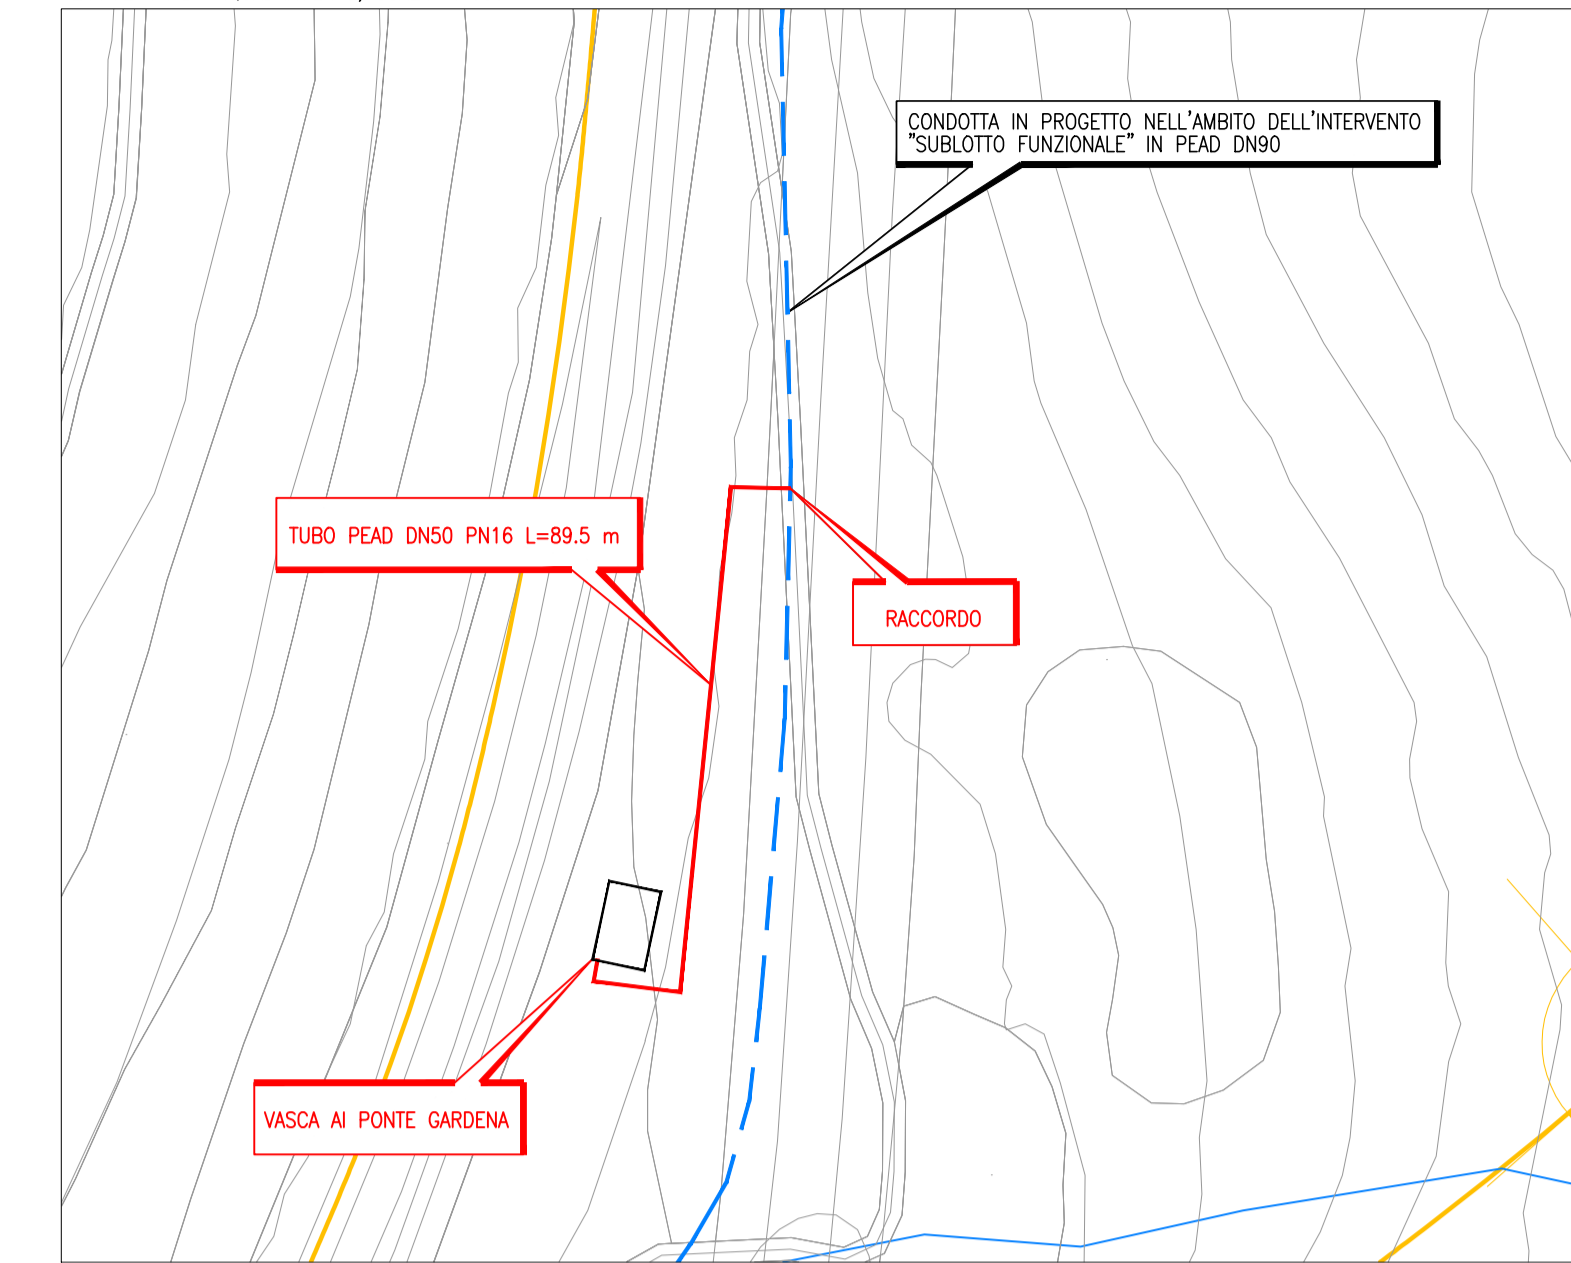 CONDOTTA IN PROGETTO NELL'AMBITO DELL'INTERVENTO
"SUBLOTTO FUNZIONALE" IN PEAD DN90
TUBO PEAD DN50 PN16 L=89.5 m
RACCORDO
VASCA AI PONTE GARDENA